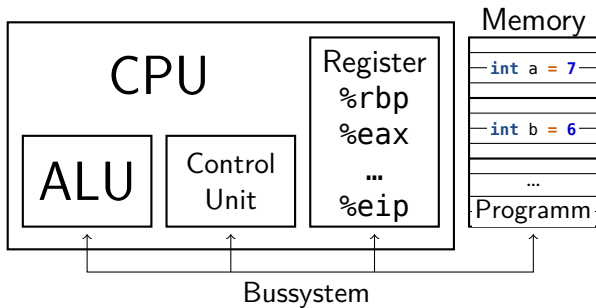 CPU
ALU
Control
Unit
Register
%rbp
%eax
…
%eip
Memory
int a = 7
int b = 6
…
Programm
Bussystem